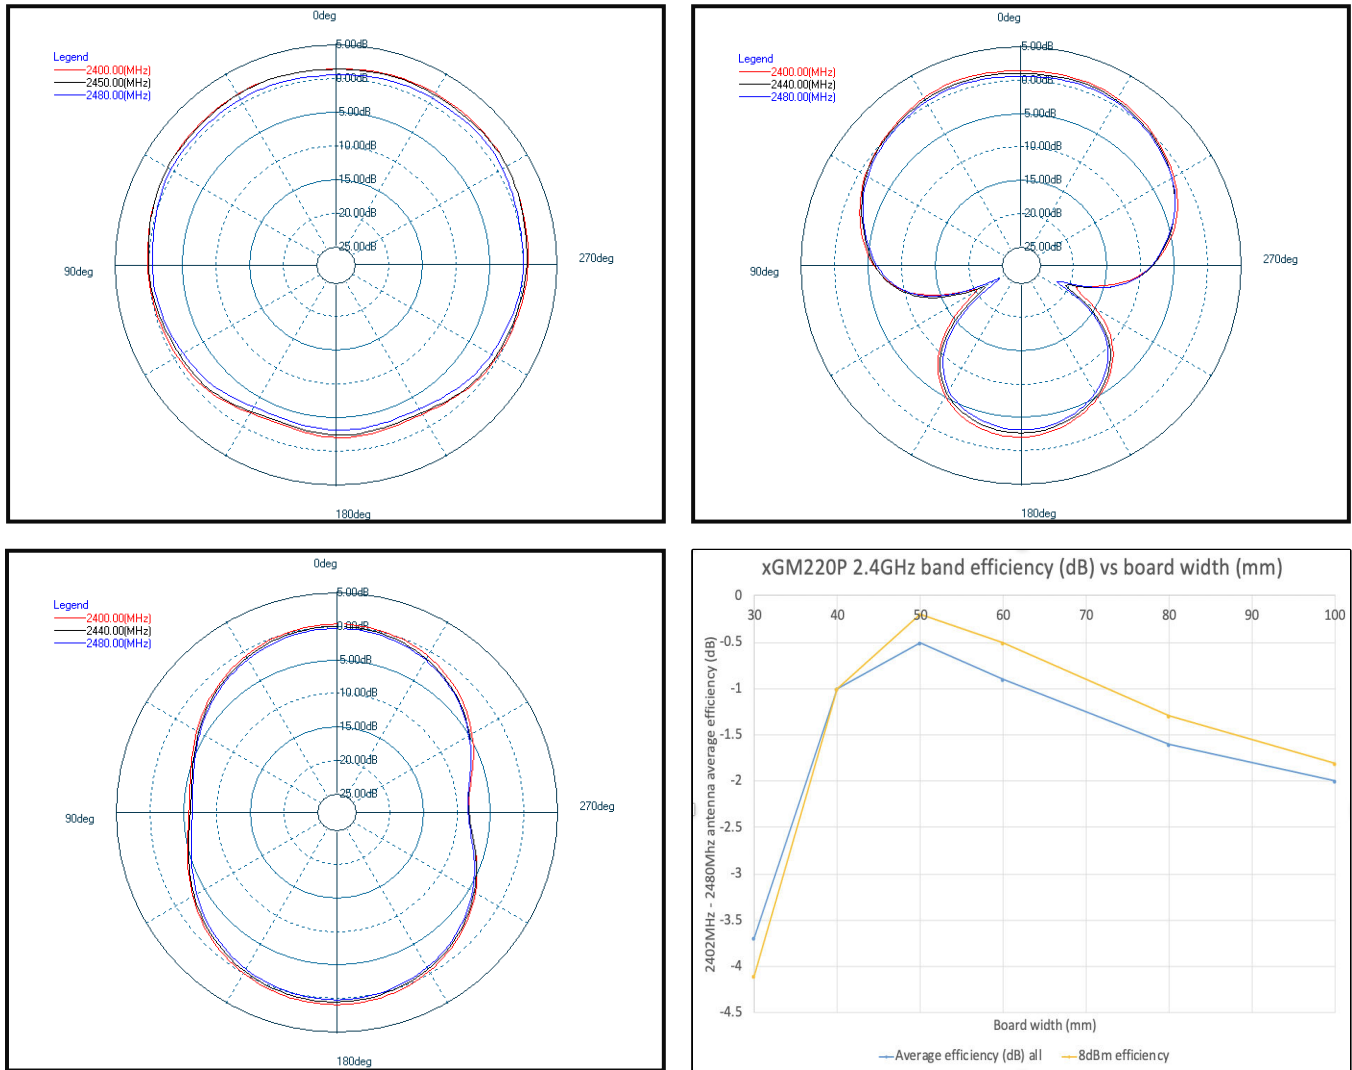 0deg
5.00dB
Legend
2400.00(MHz)
2450.00(MHz)
2480.00(MHz)
0.00dB
5.00dB
10.00dB
15.00dB
20.00dB
25.00dB
90deg
270deg
180deg
0deg
5.00dB
Legend
2400.00(MHz)
2440.00(MHz)
2480.00(MHz)
0.00dB
5.00dB
10.00dB
15.00dB
20.00dB
25.00dB
90deg
270deg
180deg
0deg
5.00dB
Legend
2400.00(MHz)
2440.00(MHz)
2480.00(MHz)
0.00dB
5.00dB
10.00dB
15.00dB
20.00dB
25.00dB
90deg
270deg
180deg
xGM220P 2.4GHz band efficiency (dB) vs board width (mm)
0
30 40 50 60 80 90 100
-0.5
-1
-1.5
-2
-2.5
-3
-3.5
-4
-4.5
2402MHz - 2480Mhz antenna average efficiency (dB)
Board width (mm)
Average efficiency (dB) all
8dBm efficiency